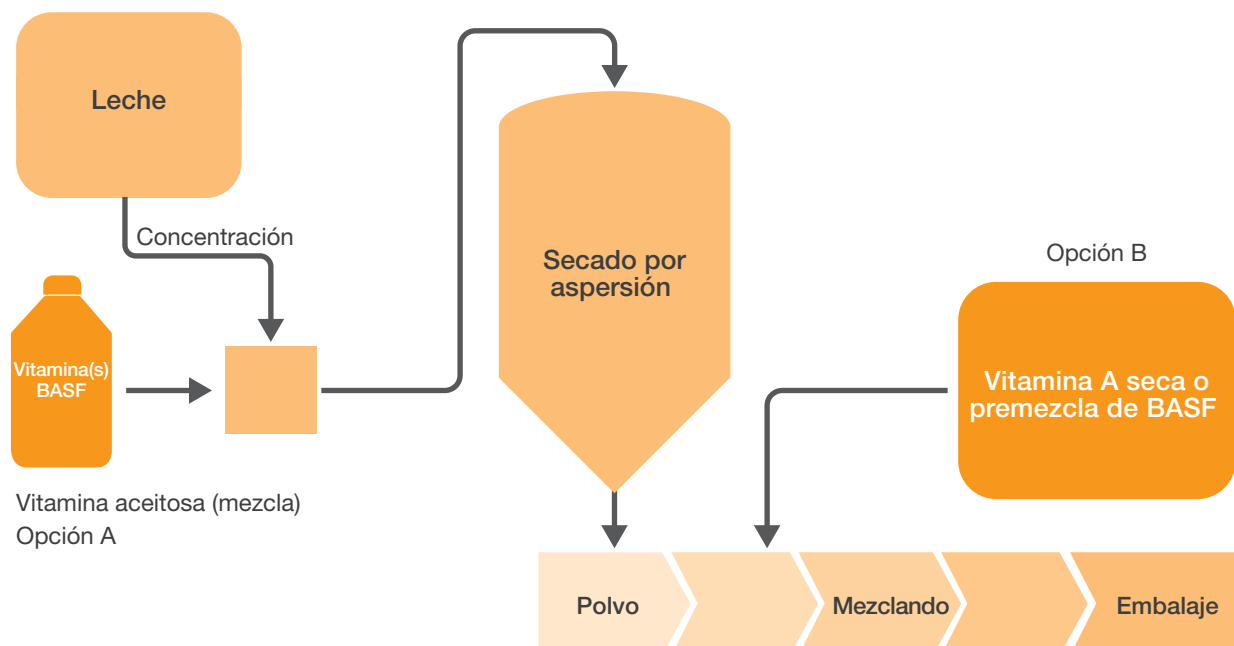 Leche
Concentración
Vitamina(s)
BASF
Vitamina aceitosa (mezcla)
Opción A
Secado por
aspersión
Opción B
Vitamina A seca o
premezcla de BASF
Polvo
Mezclando
Embalaje